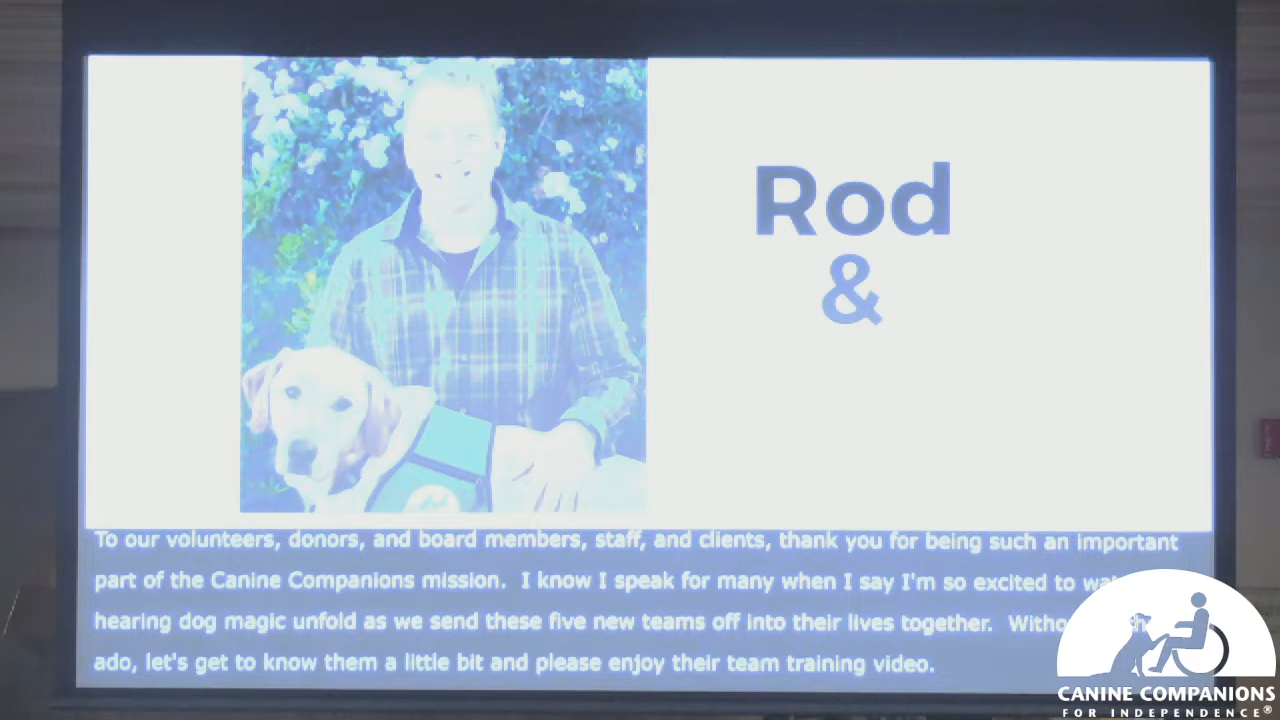 Rod
&
To our volunteers, donors, and board members, staff, and clients, thank you for being such an important
part of the Canine Companions mission. I know I speak for many when I say I'm so excited to
hearing dog magic unfold as we send these five new teams off into their lives together.
ado, let's get to know them a little bit and please enjoy their team training video.
CANINE COMPANIONS
FOR INDEPENDENCE®